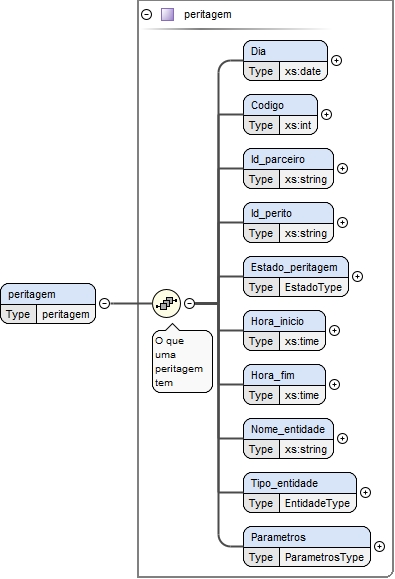 peritagem
Dia
Type xs:date
Codigo
Type xs:int
Id_parceiro
Type xs:string
Id_perito
Type xs:string
Estado_peritagem
Type EstadoType
peritagem
Type peritagem
O que
uma
peritagem
tem
Hora_inicio
Type xs:time
Hora_fim
Type xs:time
Nome_entidade
Type xs:string
Tipo_entidade
Type EntidadeType
Parametros
Type ParametrosType